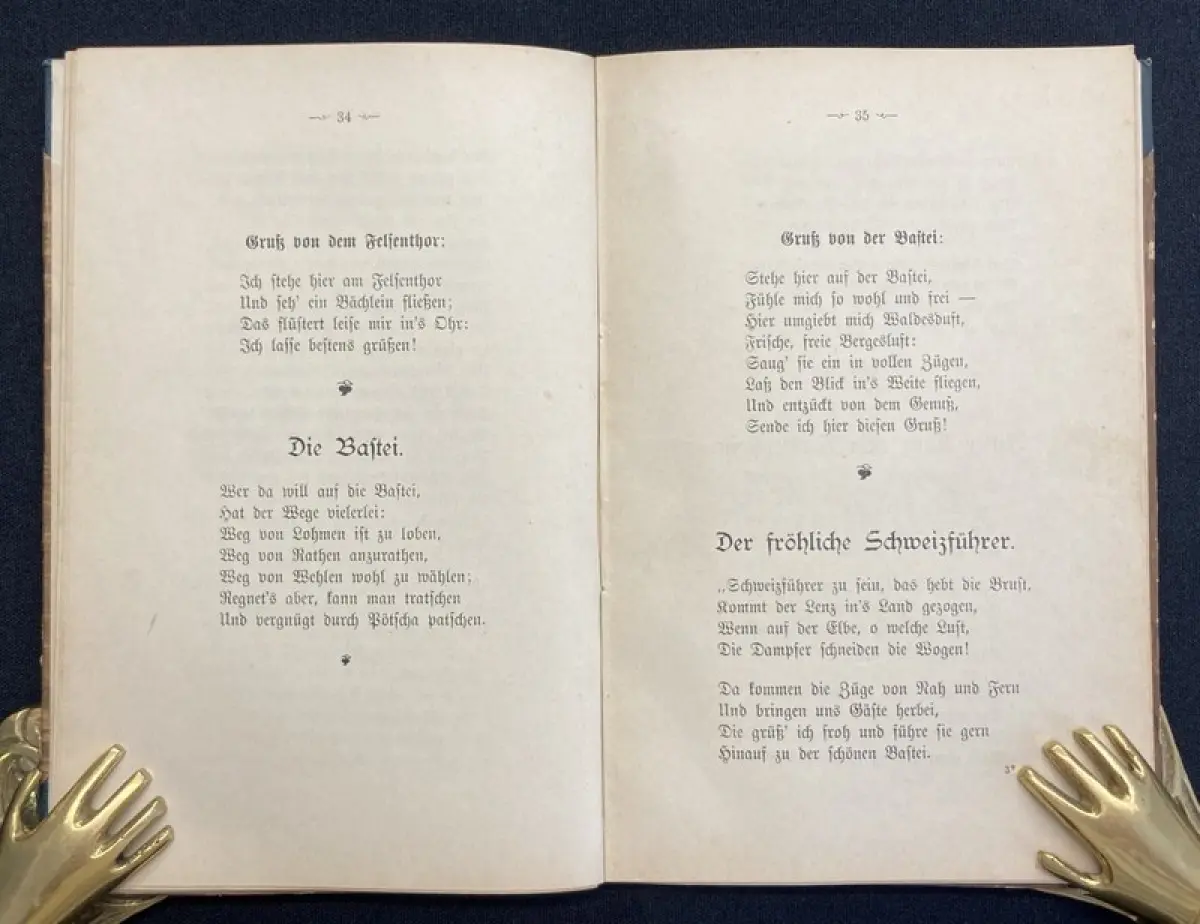 34
Gruß von dem Felsenthor:
Ich stehe hier am Felsenthor
Und seh' ein Bächlein fließen;
Das flüstert leise mir in's Ohr:
Ich lasse bestens grüßen!
Die Bastei.
Wer da will auf die Bastei,
Hat der Wege vielerlei:
Weg von Lohmen ist zu loben,
Weg von Rathen anzurathen,
Weg von Wehlen wohl zu wählen;
Regnet's aber, kann man tratschen
Und vergnügt durch Pötscha patschen.
35
Gruß von der Bastei:
Stehe hier auf der Bastei,
Fühle mich so wohl und frei —
Hier umgiebt mich Waldesduft,
Frische, freie Bergesluft:
Saug' sie ein in vollen Zügen,
Laß den Blick in's Weite fliegen,
Und entzückt von dem Genuß,
Sende ich hier diesen Gruß!
Der fröhliche Schweizführer.
„Schweizführer zu sein, das hebt die Brust,
Kommt der Lenz in's Land gezogen,
Wenn auf der Elbe, o welche Lust,
Die Dampfer schneiden die Wogen!
Da kommen die Züge von Nah und Fern
Und bringen uns Gäste herbei,
Die grüß' ich froh und führe sie gern
Hinauf zu der schönen Bastei.
3*